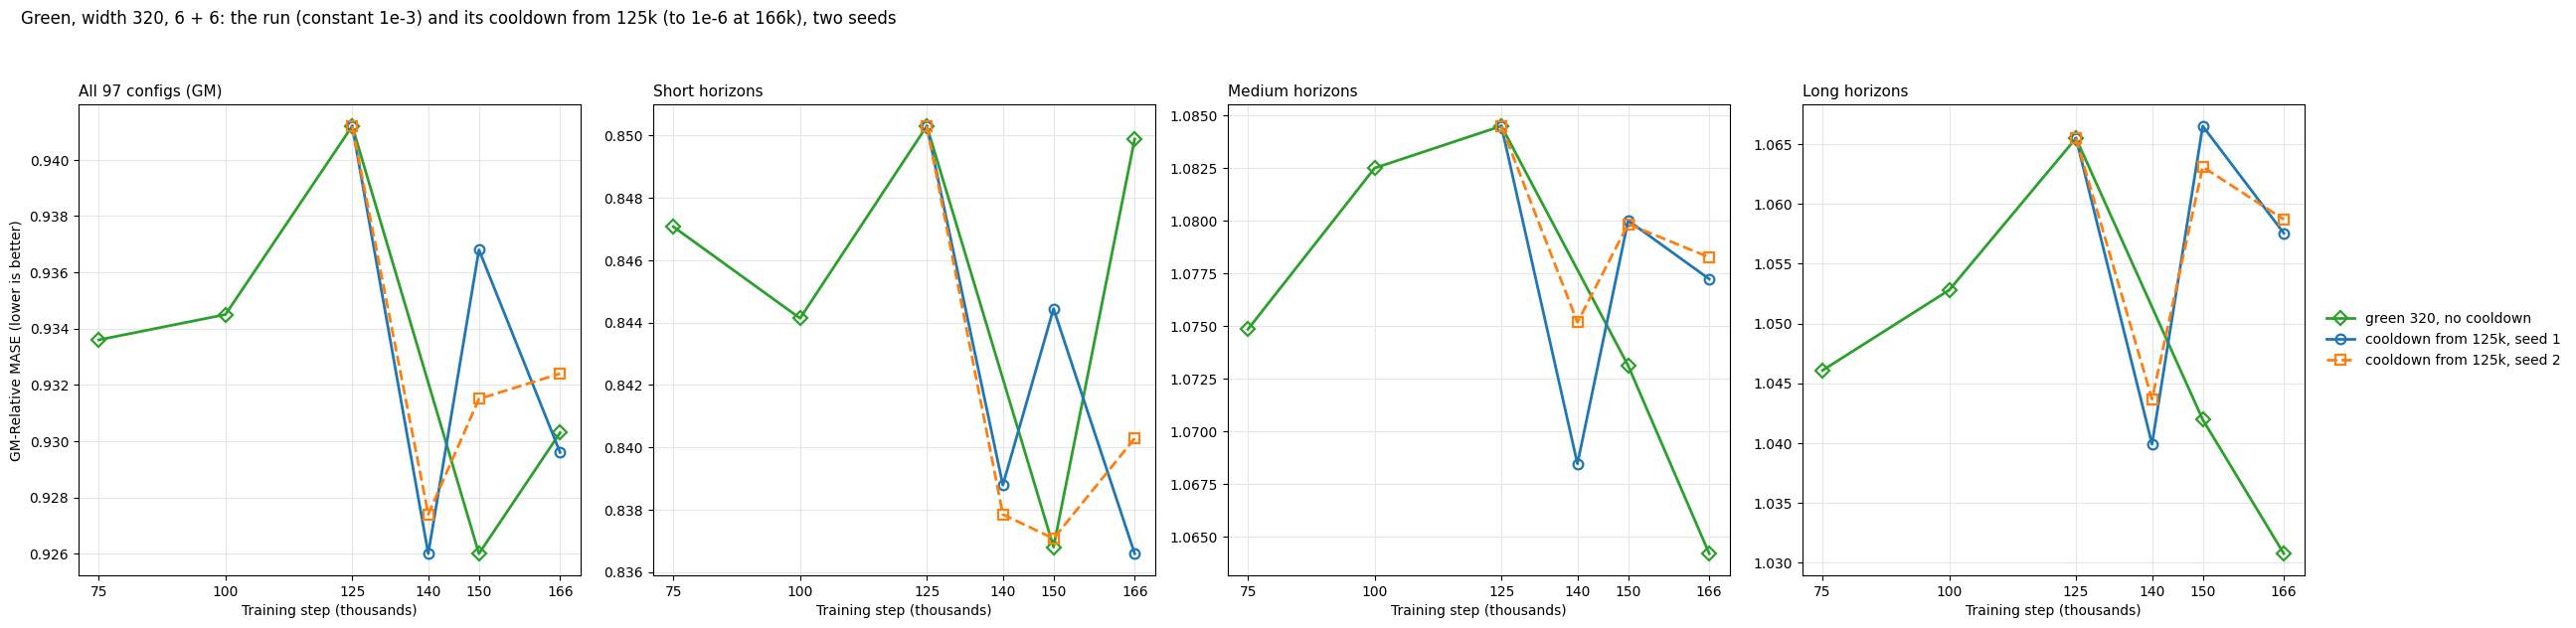 Green, width 320, 6 + 6: the run (constant 1e-3) and its cooldown from 125k (to 1e-6 at 166k), two seeds
All 97 configs (GM)
GM-Relative MASE (lower is better)
0.940
0.938
0.936
0.934
0.932
0.930
0.928
0.926
75 100 125 140 150 166
Training step (thousands)
Short horizons
0.850
0.848
0.846
0.844
0.842
0.840
0.838
0.836
75 100 125 140 150 166
Training step (thousands)
Medium horizons
1.0850
1.0825
1.0800
1.0775
1.0750
1.0725
1.0700
1.0675
1.0650
75 100 125 140 150 166
Training step (thousands)
Long horizons
1.065
1.060
1.055
1.050
1.045
1.040
1.035
1.030
75 100 125 140 150 166
Training step (thousands)
green 320, no cooldown
cooldown from 125k, seed 1
cooldown from 125k, seed 2